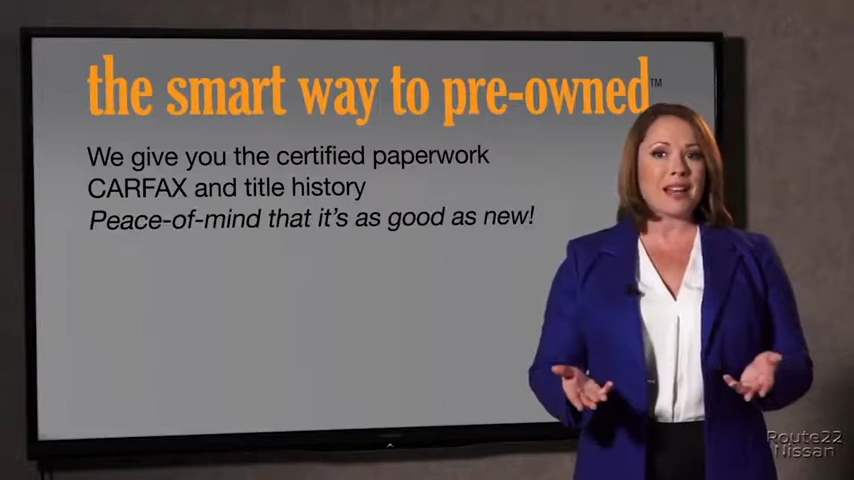 the smart way to pre-owned™
We give you the certified paperwork
CARFAX and title history
Peace-of-mind that it's as good as new!
Route22
Nissan